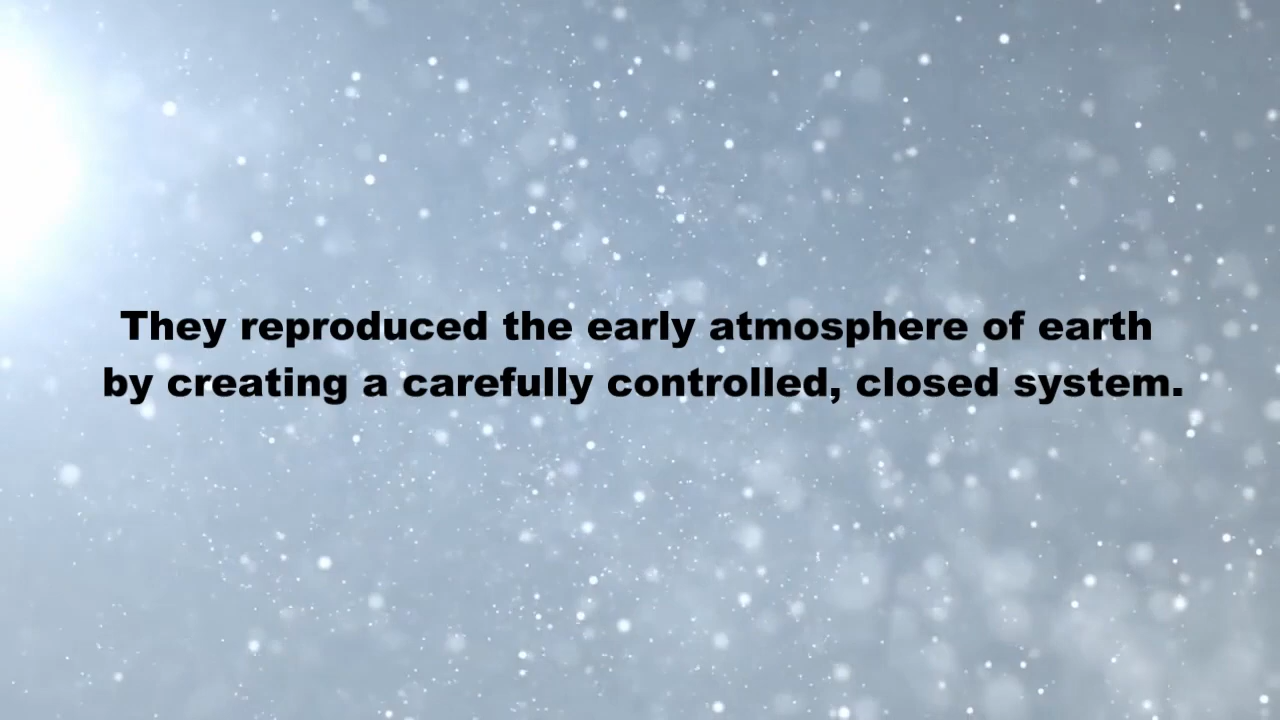 They reproduced the early atmosphere of earth
by creating a carefully controlled, closed system.